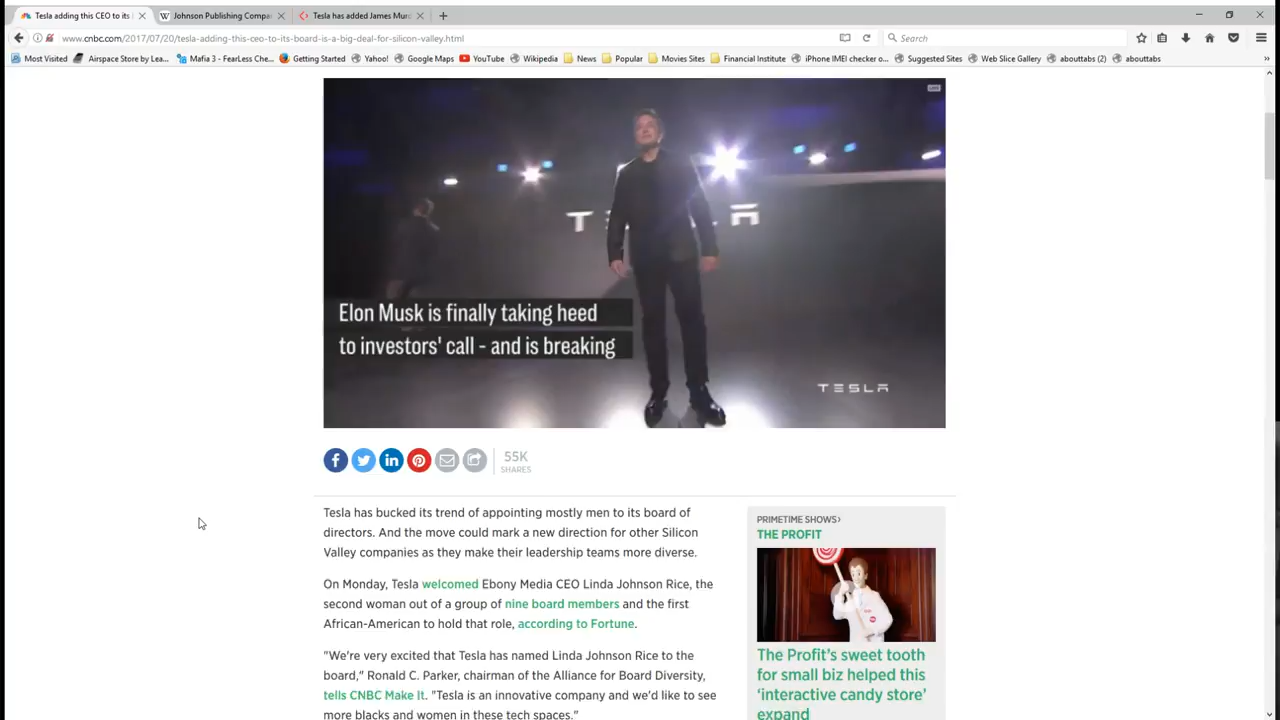 Tesla adding this CEO to its
Johnson Publishing Compa
Tesla has added James Mur
www.cnbc.com/2017/07/20/tesla-adding-this-ceo-to-its-board-is-a-big-deal-for-silicon-valley.html
Search
Most Visited
Airspace Store by Lea...
Mafia 3 - FearLess Che...
Getting Started
Yahoo!
Google Maps
YouTube
Wikipedia
News
Popular
Movies Sites
Financial Institute
iPhone IMEI checker o...
Suggested Sites
Web Slice Gallery
abouttabs (2)
abouttabs
Elon Musk is finally taking heed
to investors' call - and is breaking
TESLA
55K
SHARES
Tesla has bucked its trend of appointing mostly men to its board of
directors. And the move could mark a new direction for other Silicon
Valley companies as they make their leadership teams more diverse.
On Monday, Tesla welcomed Ebony Media CEO Linda Johnson Rice, the
second woman out of a group of nine board members and the first
African-American to hold that role, according to Fortune.
"We're very excited that Tesla has named Linda Johnson Rice to the
board," Ronald C. Parker, chairman of the Alliance for Board Diversity,
tells CNBC Make It. "Tesla is an innovative company and we'd like to see
more blacks and women in these tech spaces."
PRIMETIME SHOWS›
THE PROFIT
The Profit's sweet tooth
for small biz helped this
'interactive candy store'
expand